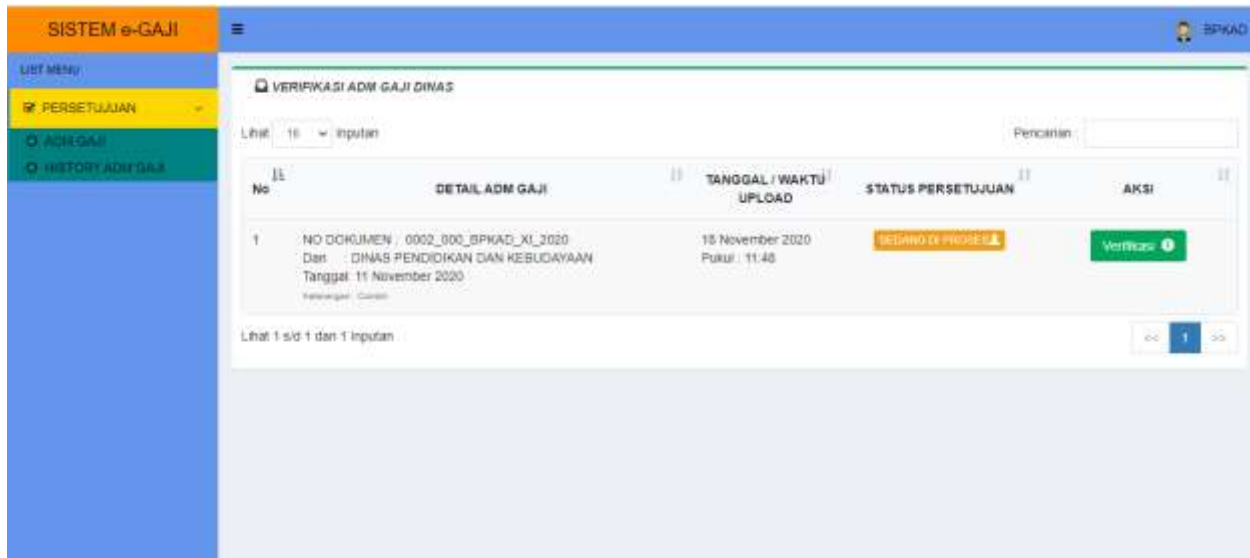 SISTEM e-GAJI
BPKAD
LIST MENU
PERSETUJUAN
ADM GAJI
HISTORY ADM GAJI
VERIFIKASI ADM GAJI DINAS
Lihat 10 inputan
Pencarian :
No
DETAIL ADM GAJI
TANGGAL / WAKTU
UPLOAD
STATUS PERSETUJUAN
AKSI
1
NO DOKUMEN : 0002_000_BPKAD_XI_2020
Dari : DINAS PENDIDIKAN DAN KEBUDAYAAN
Tanggal: 11 November 2020
Keterangan : Contoh
November 2020
Pukul : 11:48
SEDANG DI PROSES
Verifikasi
Lihat 1 s/d 1 dari 1 inputan
<< 1 >>